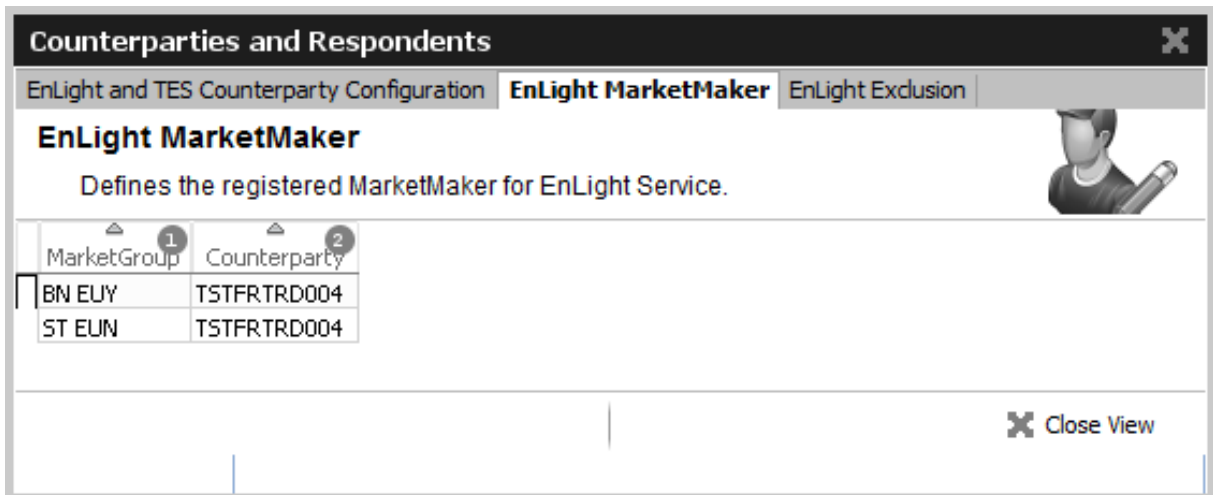 Counterparties and Respondents
EnLight and TES Counterparty Configuration EnLight MarketMaker EnLight Exclusion
EnLight MarketMaker
Defines the registered MarketMaker for EnLight Service.
1 2
MarketGroup Counterparty
BN EUY TSTFRTRD004
ST EUN TSTFRTRD004
Close View